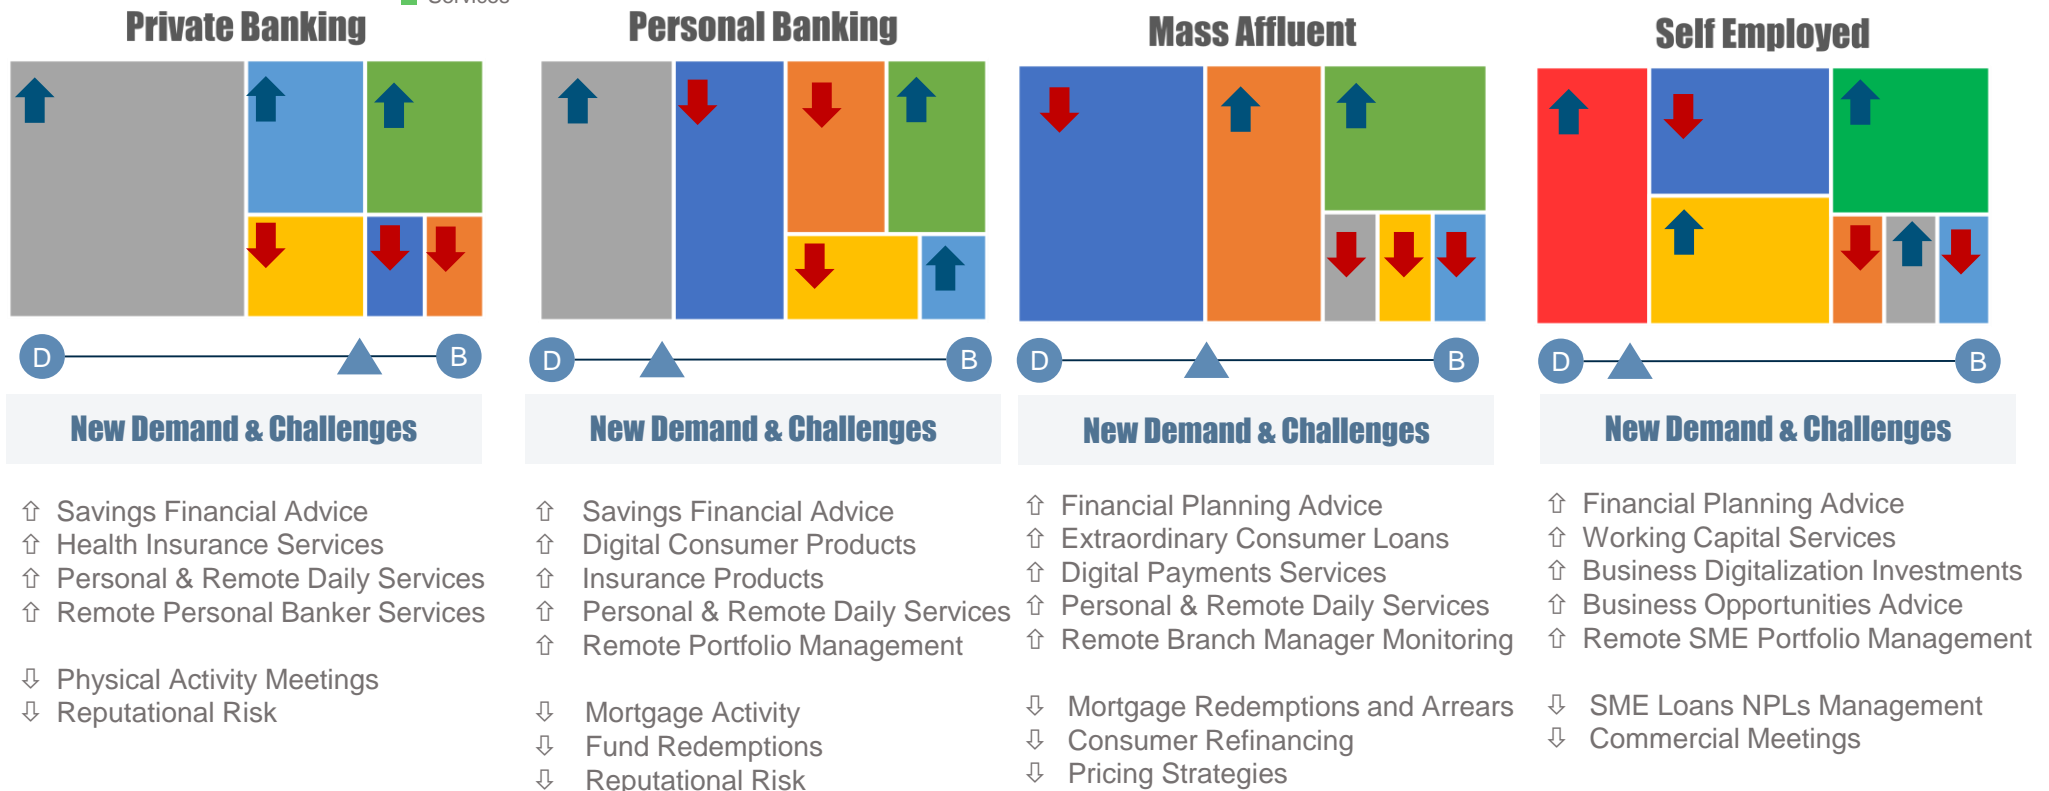 Services
Private Banking
Personal Banking
Mass Affluent
Self Employed
D B
D B
D B
D B
New Demand & Challenges
⇧ Savings Financial Advice
⇧ Health Insurance Services
⇧ Personal & Remote Daily Services
⇧ Remote Personal Banker Services
⇩ Physical Activity Meetings
⇩ Reputational Risk
New Demand & Challenges
⇧ Savings Financial Advice
⇧ Digital Consumer Products
⇧ Insurance Products
⇧ Personal & Remote Daily Services
⇧ Remote Portfolio Management
⇩ Mortgage Activity
⇩ Fund Redemptions
⇩ Reputational Risk
New Demand & Challenges
⇧ Financial Planning Advice
⇧ Extraordinary Consumer Loans
⇧ Digital Payments Services
⇧ Personal & Remote Daily Services
⇧ Remote Branch Manager Monitoring
⇩ Mortgage Redemptions and Arrears
⇩ Consumer Refinancing
⇩ Pricing Strategies
New Demand & Challenges
⇧ Financial Planning Advice
⇧ Working Capital Services
⇧ Business Digitalization Investments
⇧ Business Opportunities Advice
⇧ Remote SME Portfolio Management
⇩ SME Loans NPLs Management
⇩ Commercial Meetings